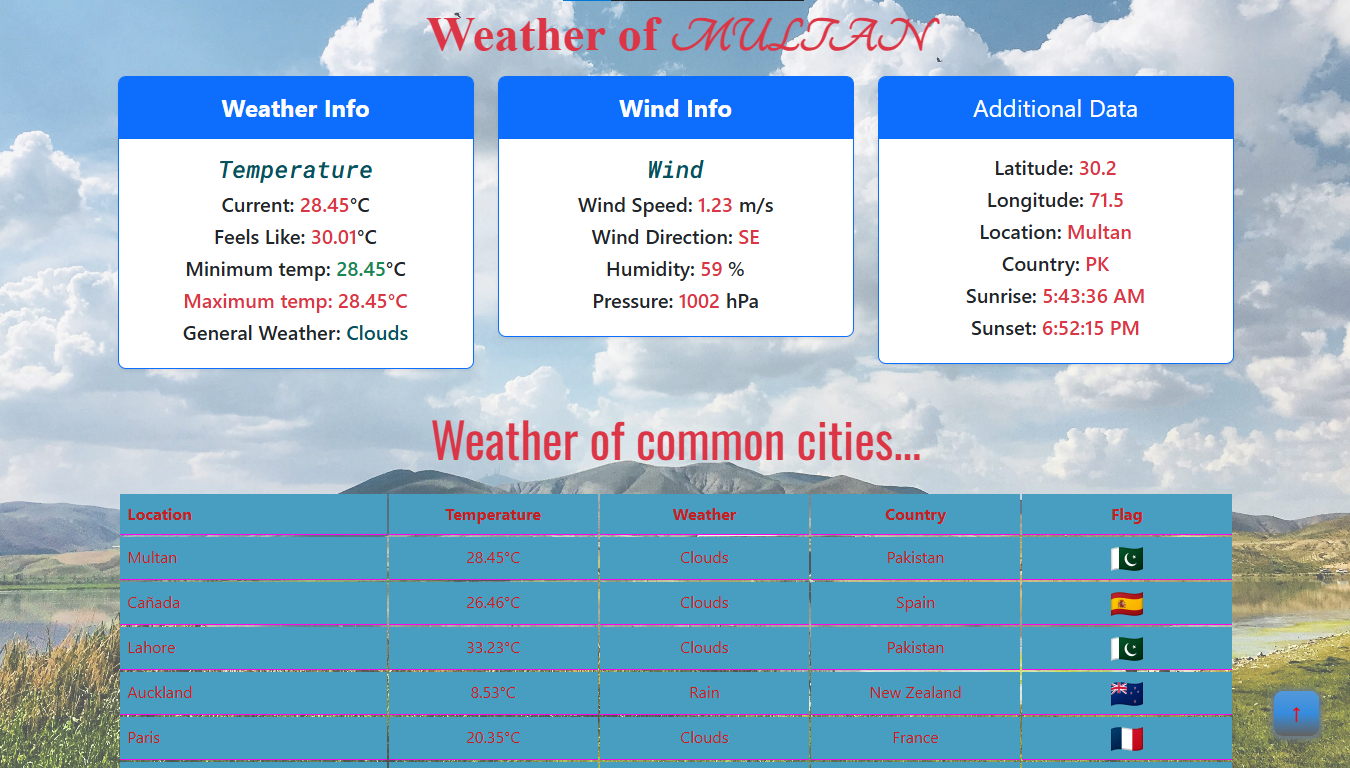 Weather of MULTAN
Weather Info
Temperature
Current: 28.45°C
Feels Like: 30.01°C
Minimum temp: 28.45°C
Maximum temp: 28.45°C
General Weather: Clouds
Wind Info
Wind
Wind Speed: 1.23 m/s
Wind Direction: SE
Humidity: 59 %
Pressure: 1002 hPa
Additional Data
Latitude: 30.2
Longitude: 71.5
Location: Multan
Country: PK
Sunrise: 5:43:36 AM
Sunset: 6:52:15 PM
Weather of common cities...
Location Temperature Weather Country Flag
Multan 28.45°C Clouds Pakistan
Cañada 26.46°C Clouds Spain
Lahore 33.23°C Clouds Pakistan
Auckland 8.53°C Rain New Zealand
Paris 20.35°C Clouds France
↑